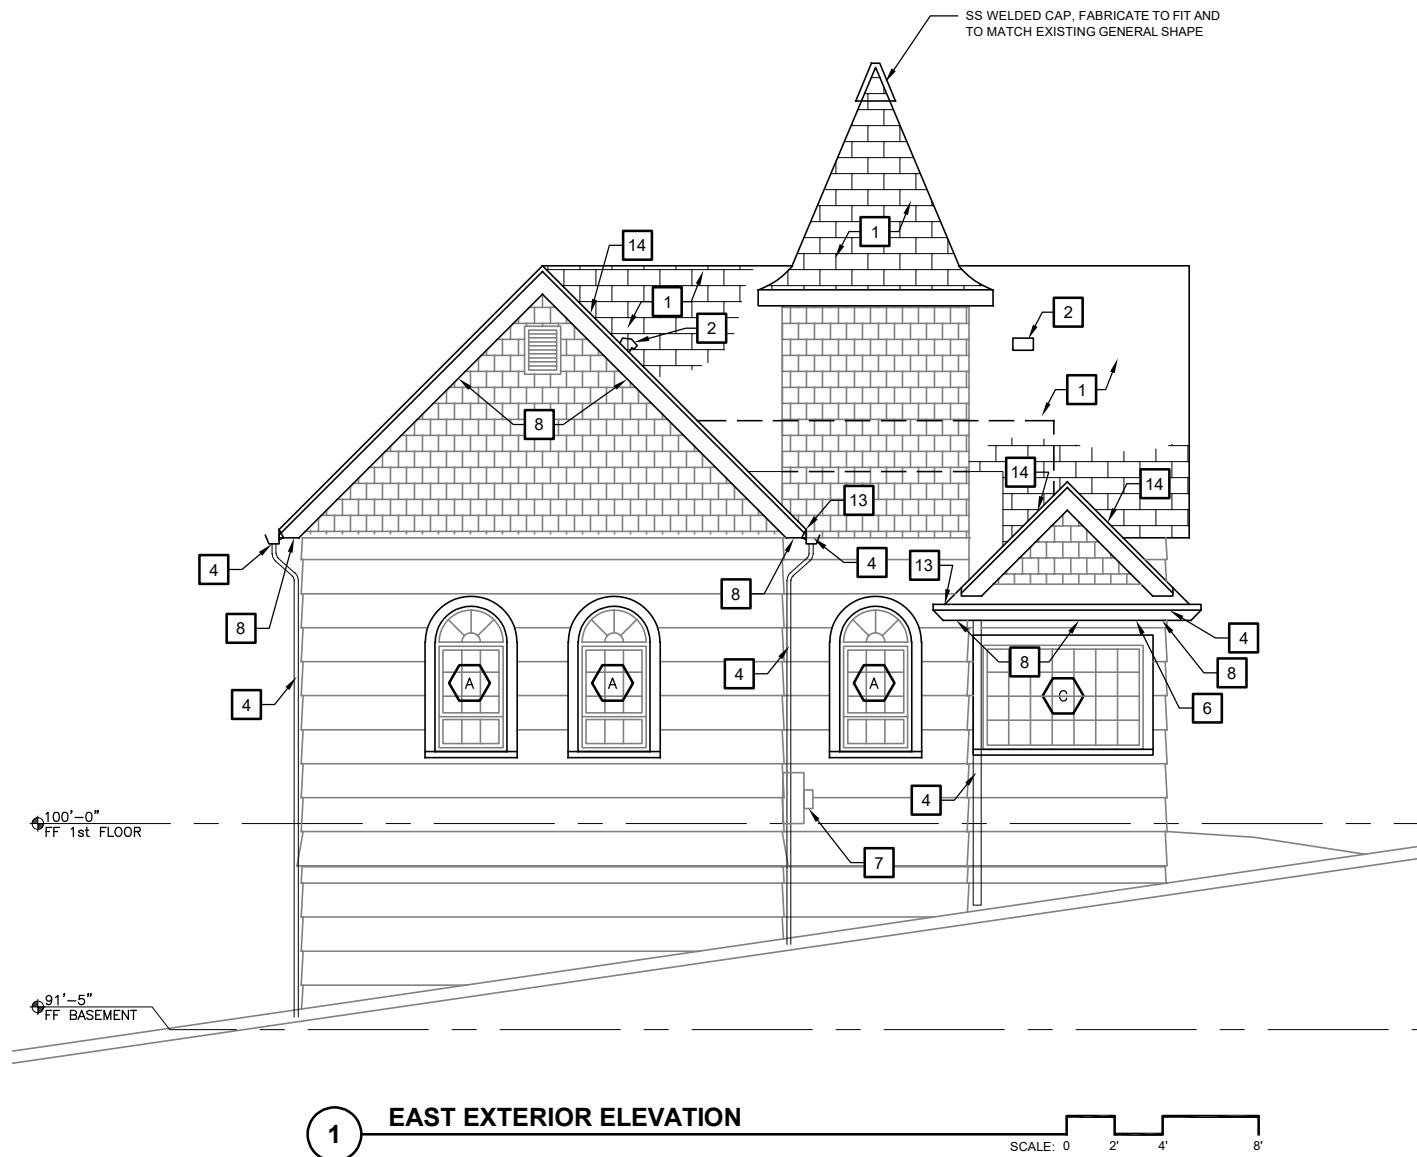 SS WELDED CAP, FABRICATE TO FIT AND
TO MATCH EXISTING GENERAL SHAPE
1
14
1
2
2
1
8
14
14
13
4
4
13
8
8
4
4
8
8
4
A
A
A
C
6
4
4
7
100'-0"
FF 1st FLOOR
91'-5"
FF BASEMENT
1
EAST EXTERIOR ELEVATION
SCALE: 0 2' 4' 8'